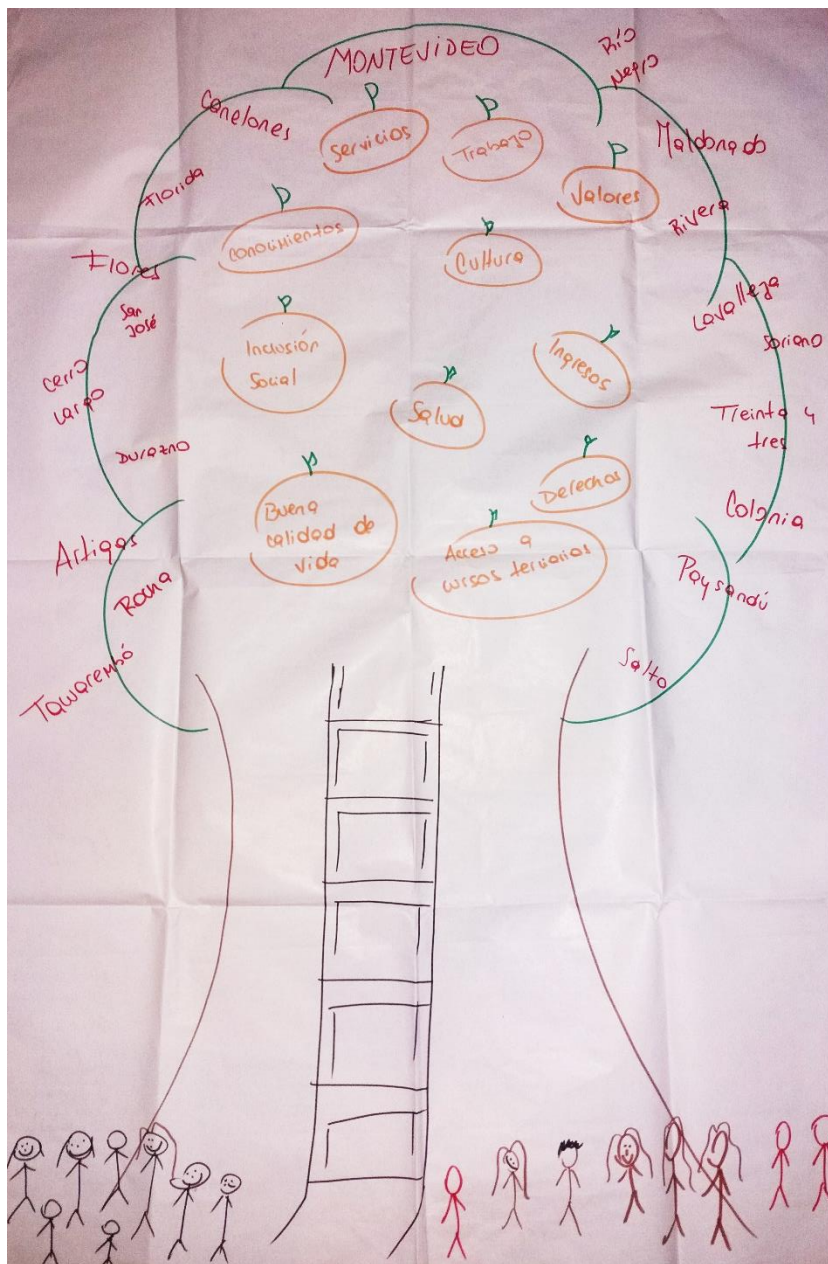 MONTEVIDEO
Río
Negro
Canelones
Servicios
Trabajo
Maldonado
Florida
Valores
Rivera
Conocimientos
Cultura
Flores
San
José
Lavalleja
Soriano
Cerro
Largo
Inclusión
Social
Ingresos
Salud
Treinta y
tres
Durazno
Derechos
Buena
calidad de
vida
Colonia
Artigas
Acceso a
cursos terciarios
Rocha
Paysandú
Tawarembó
Salto